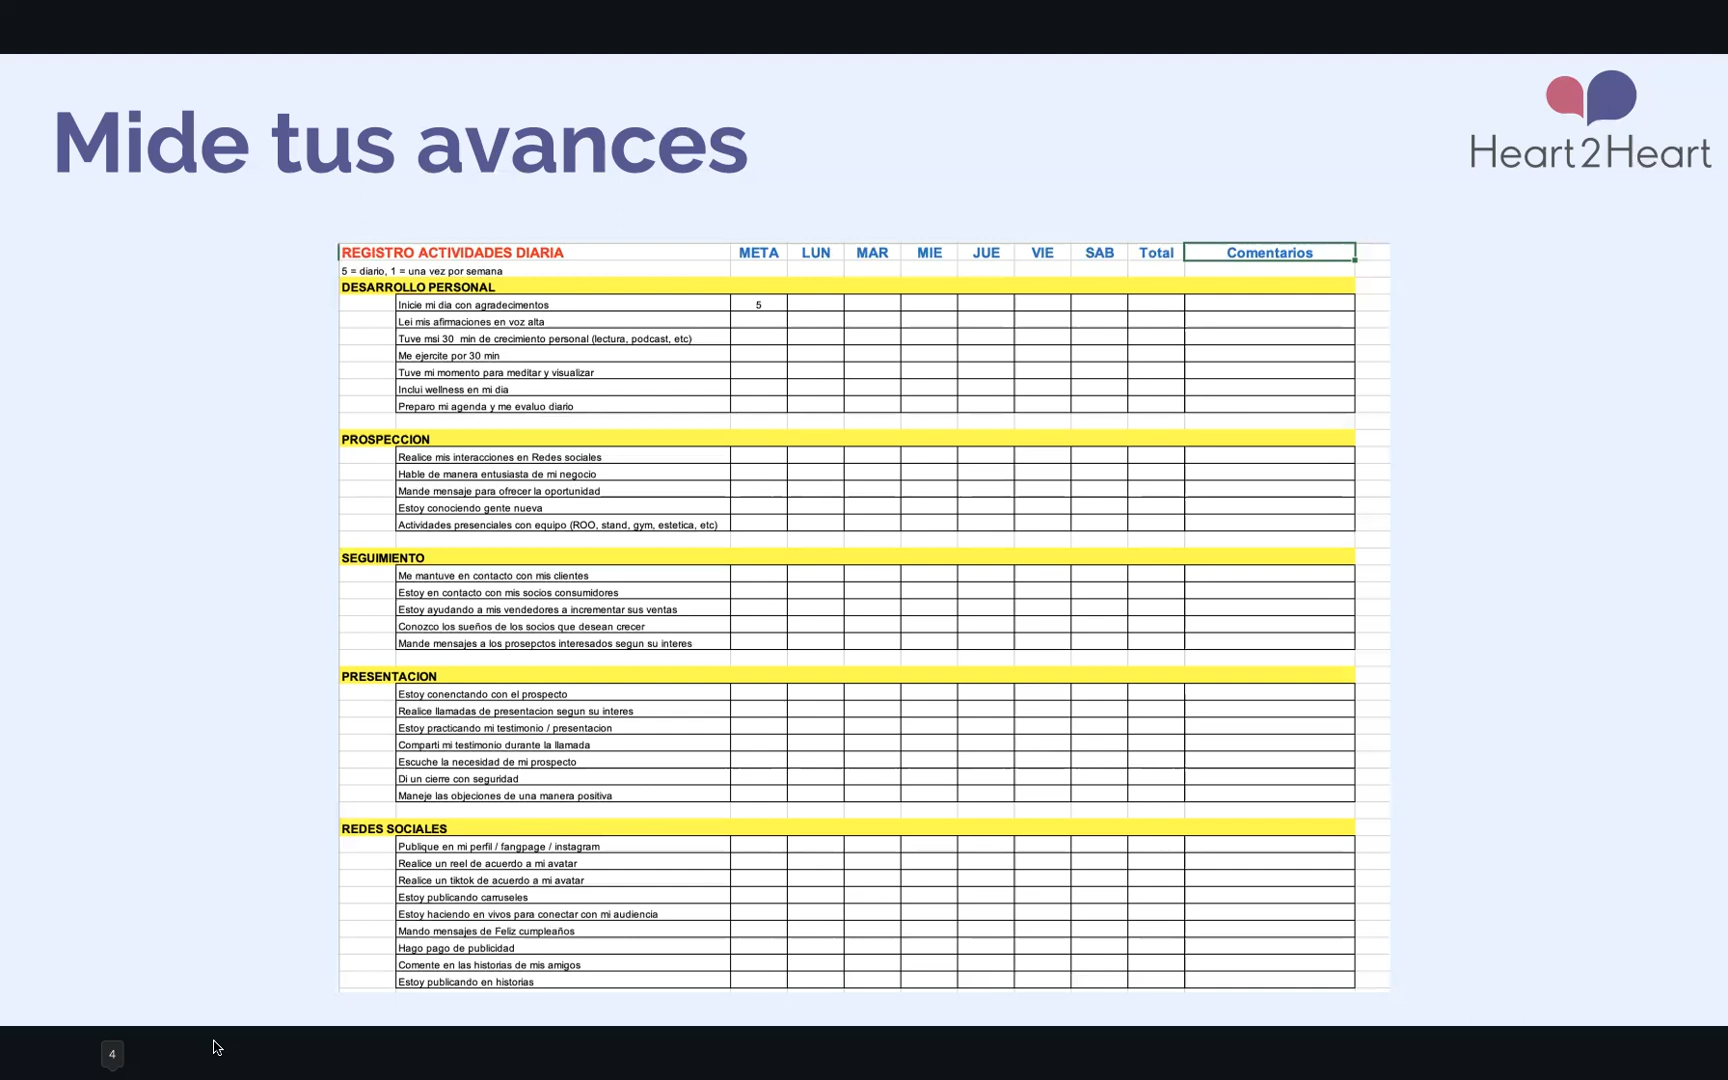 Mide tus avances
Heart2Heart
REGISTRO ACTIVIDADES DIARIA META LUN MAR MIE JUE VIE SAB Total Comentarios
5 = diario, 1 = una vez por semana
DESARROLLO PERSONAL
Inicie mi dia con agradecimentos 5
Lei mis afirmaciones en voz alta
Tuve msi 30 min de crecimiento personal (lectura, podcast, etc)
Me ejercite por 30 min
Tuve mi momento para meditar y visualizar
Inclui wellness en mi dia
Preparo mi agenda y me evaluo diario
PROSPECCION
Realice mis interacciones en Redes sociales
Hable de manera entusiasta de mi negocio
Mande mensaje para ofrecer la oportunidad
Estoy conociendo gente nueva
Actividades presenciales con equipo (ROO, stand, gym, estetica, etc)
SEGUIMIENTO
Me mantuve en contacto con mis clientes
Estoy en contacto con mis socios consumidores
Estoy ayudando a mis vendedores a incrementar sus ventas
Conozco los sueños de los socios que desean crecer
Mande mensajes a los prosepctos interesados segun su interes
PRESENTACION
Estoy conenctando con el prospecto
Realice llamadas de presentacion segun su interes
Estoy practicando mi testimonio / presentacion
Comparti mi testimonio durante la llamada
Escuche la necesidad de mi prospecto
Di un cierre con seguridad
Maneje las objeciones de una manera positiva
REDES SOCIALES
Publique en mi perfil / fangpage / instagram
Realice un reel de acuerdo a mi avatar
Realice un tiktok de acuerdo a mi avatar
Estoy publicando carruseles
Estoy haciendo en vivos para conectar con mi audiencia
Mando mensajes de Feliz cumpleaños
Hago pago de publicidad
Comente en las historias de mis amigos
Estoy publicando en historias
4